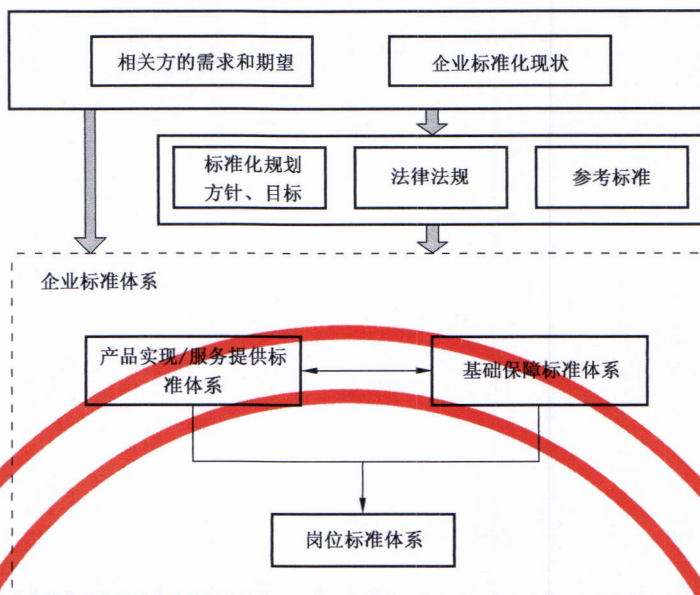 相关方的需求和期望
企业标准化现状
标准化规划
方针、目标
法律法规
参考标准
企业标准体系
产品实现/服务提供标
准体系
基础保障标准体系
岗位标准体系